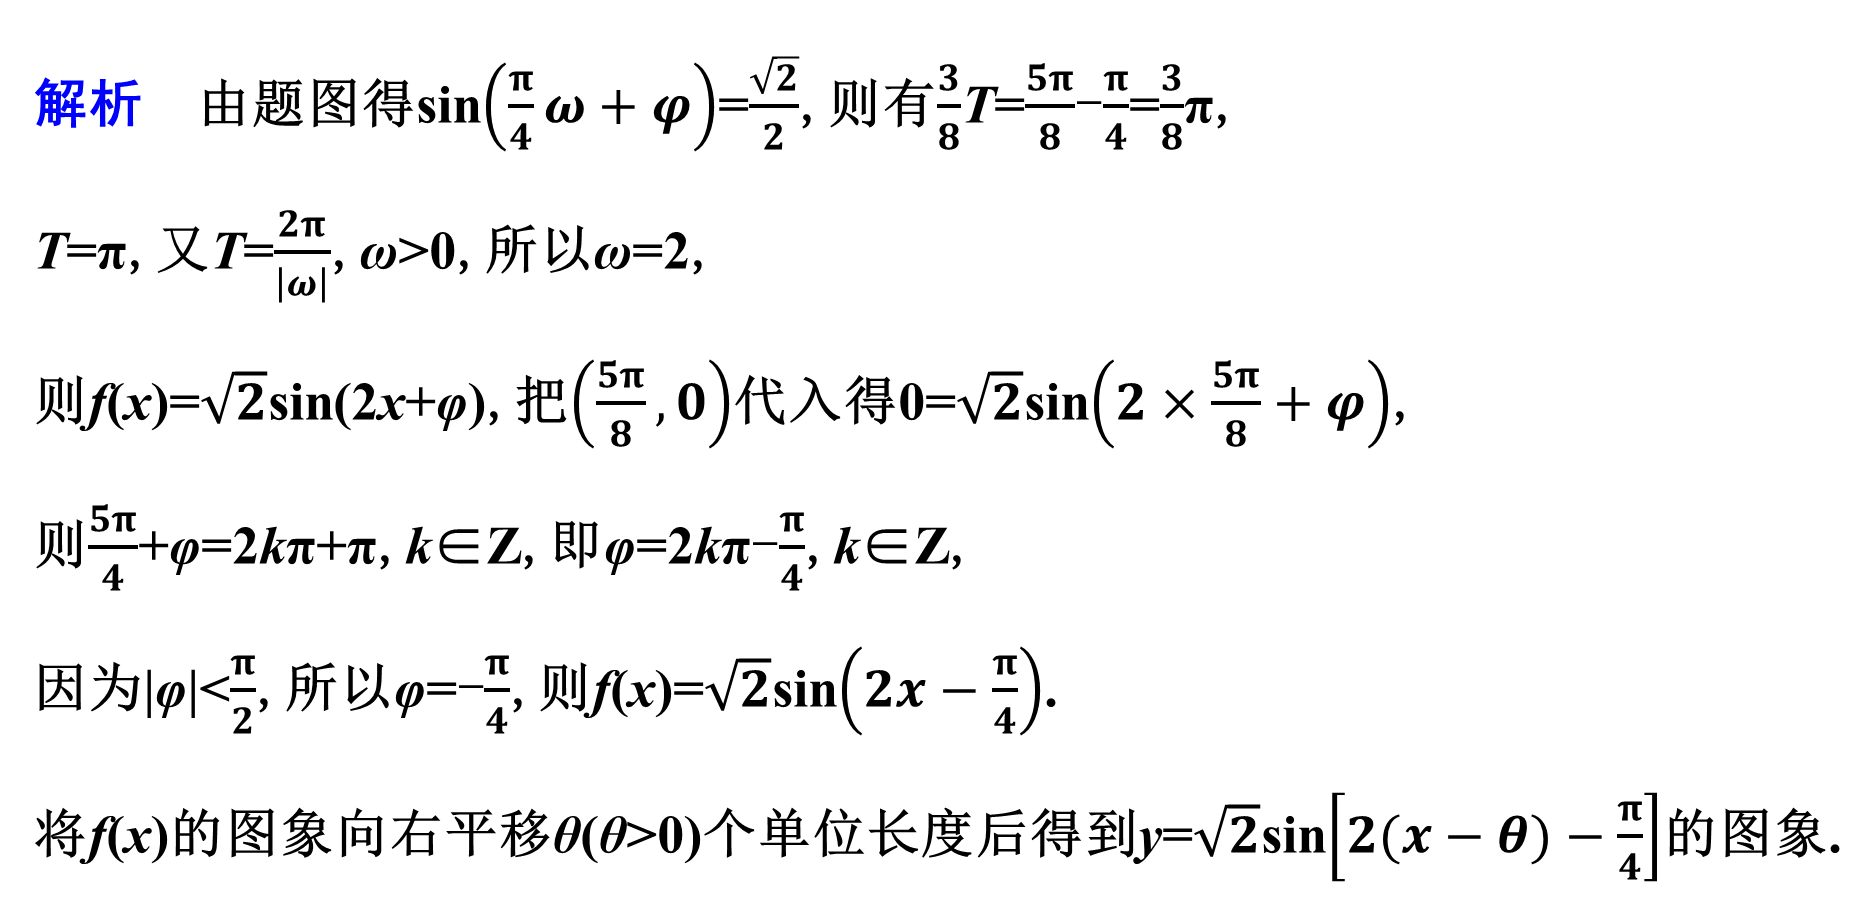 解析　由题图得sin(π/4 ω + φ)=√2/2, 则有3/8T=5π/8−π/4=3/8π,
T=π, 又T=2π/|ω|, ω>0, 所以ω=2,
则f(x)=√2sin(2x+φ), 把(5π/8, 0)代入得0=√2sin(2 × 5π/8 + φ),
则5π/4+φ=2kπ+π, k∈Z, 即φ=2kπ−π/4, k∈Z,
因为|φ|<π/2, 所以φ=−π/4, 则f(x)=√2sin(2x − π/4).
将f(x)的图象向右平移θ(θ>0)个单位长度后得到y=√2sin[2(x − θ) − π/4]的图象.